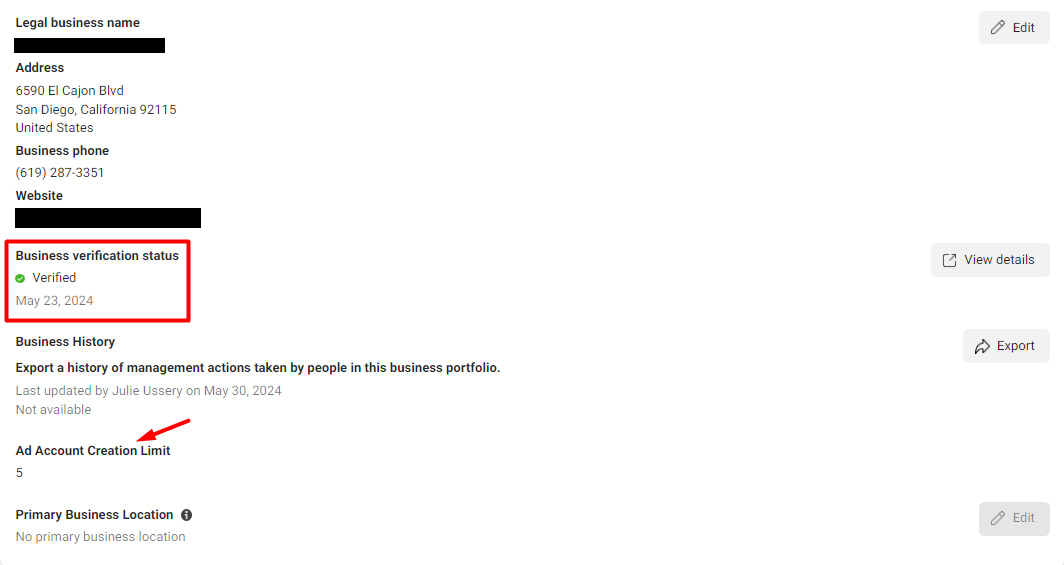 Legal business name
Edit
Address
6590 El Cajon Blvd
San Diego, California 92115
United States
Business phone
(619) 287-3351
Website
Business verification status
Verified
May 23, 2024
View details
Business History
Export
Export a history of management actions taken by people in this business portfolio.
Last updated by Julie Ussery on May 30, 2024
Not available
Ad Account Creation Limit
5
Primary Business Location
No primary business location
Edit